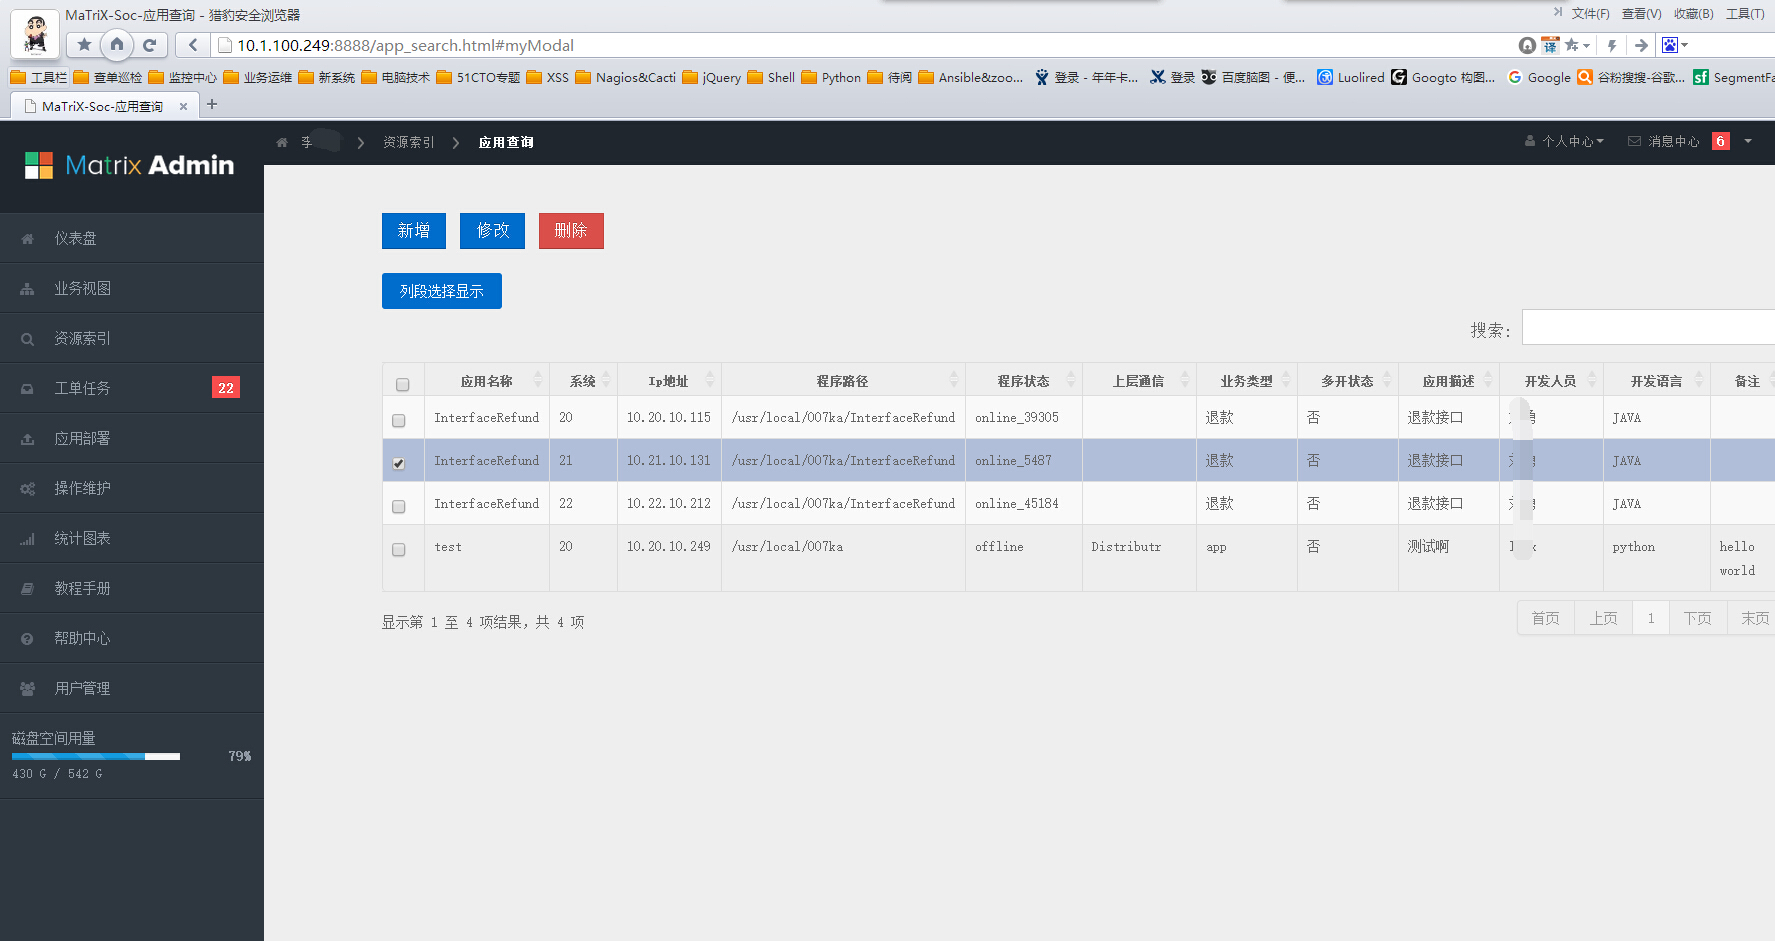 MaTriX-Soc-应用查询 - 猎豹安全浏览器
文件(F) 查看(V) 收藏(B) 工具(T)
10.1.100.249:8888/app_search.html#myModal
译
工具栏 查单巡检 监控中心 业务运维 新系统 电脑技术 51CTO专题 XSS Nagios&Cacti jQuery Shell Python 待阅 Ansible&zoo... 登录 - 年年卡... 登录 百度脑图 - 便... Luolired Googto 构图... Google 谷粉搜搜-谷歌... SegmentFa
MaTriX-Soc-应用查询
李 资源索引 应用查询
个人中心 消息中心 6
Matrix Admin
仪表盘
业务视图
资源索引
工单任务 22
应用部署
操作维护
统计图表
教程手册
帮助中心
用户管理
磁盘空间用量
79%
430 G / 542 G
新增 修改 删除
列段选择显示
搜索:
应用名称 系统 Ip地址 程序路径 程序状态 上层通信 业务类型 多开状态 应用描述 开发人员 开发语言 备注
InterfaceRefund 20 10.20.10.115 /usr/local/007ka/InterfaceRefund online_39305 退款 否 退款接口 JAVA
InterfaceRefund 21 10.21.10.131 /usr/local/007ka/InterfaceRefund online_5487 退款 否 退款接口 JAVA
InterfaceRefund 22 10.22.10.212 /usr/local/007ka/InterfaceRefund online_45184 退款 否 退款接口 JAVA
test 20 10.20.10.249 /usr/local/007ka offline Distributr app 否 测试啊 python hello
world
显示第 1 至 4 项结果，共 4 项
首页 上页 1 下页 末页